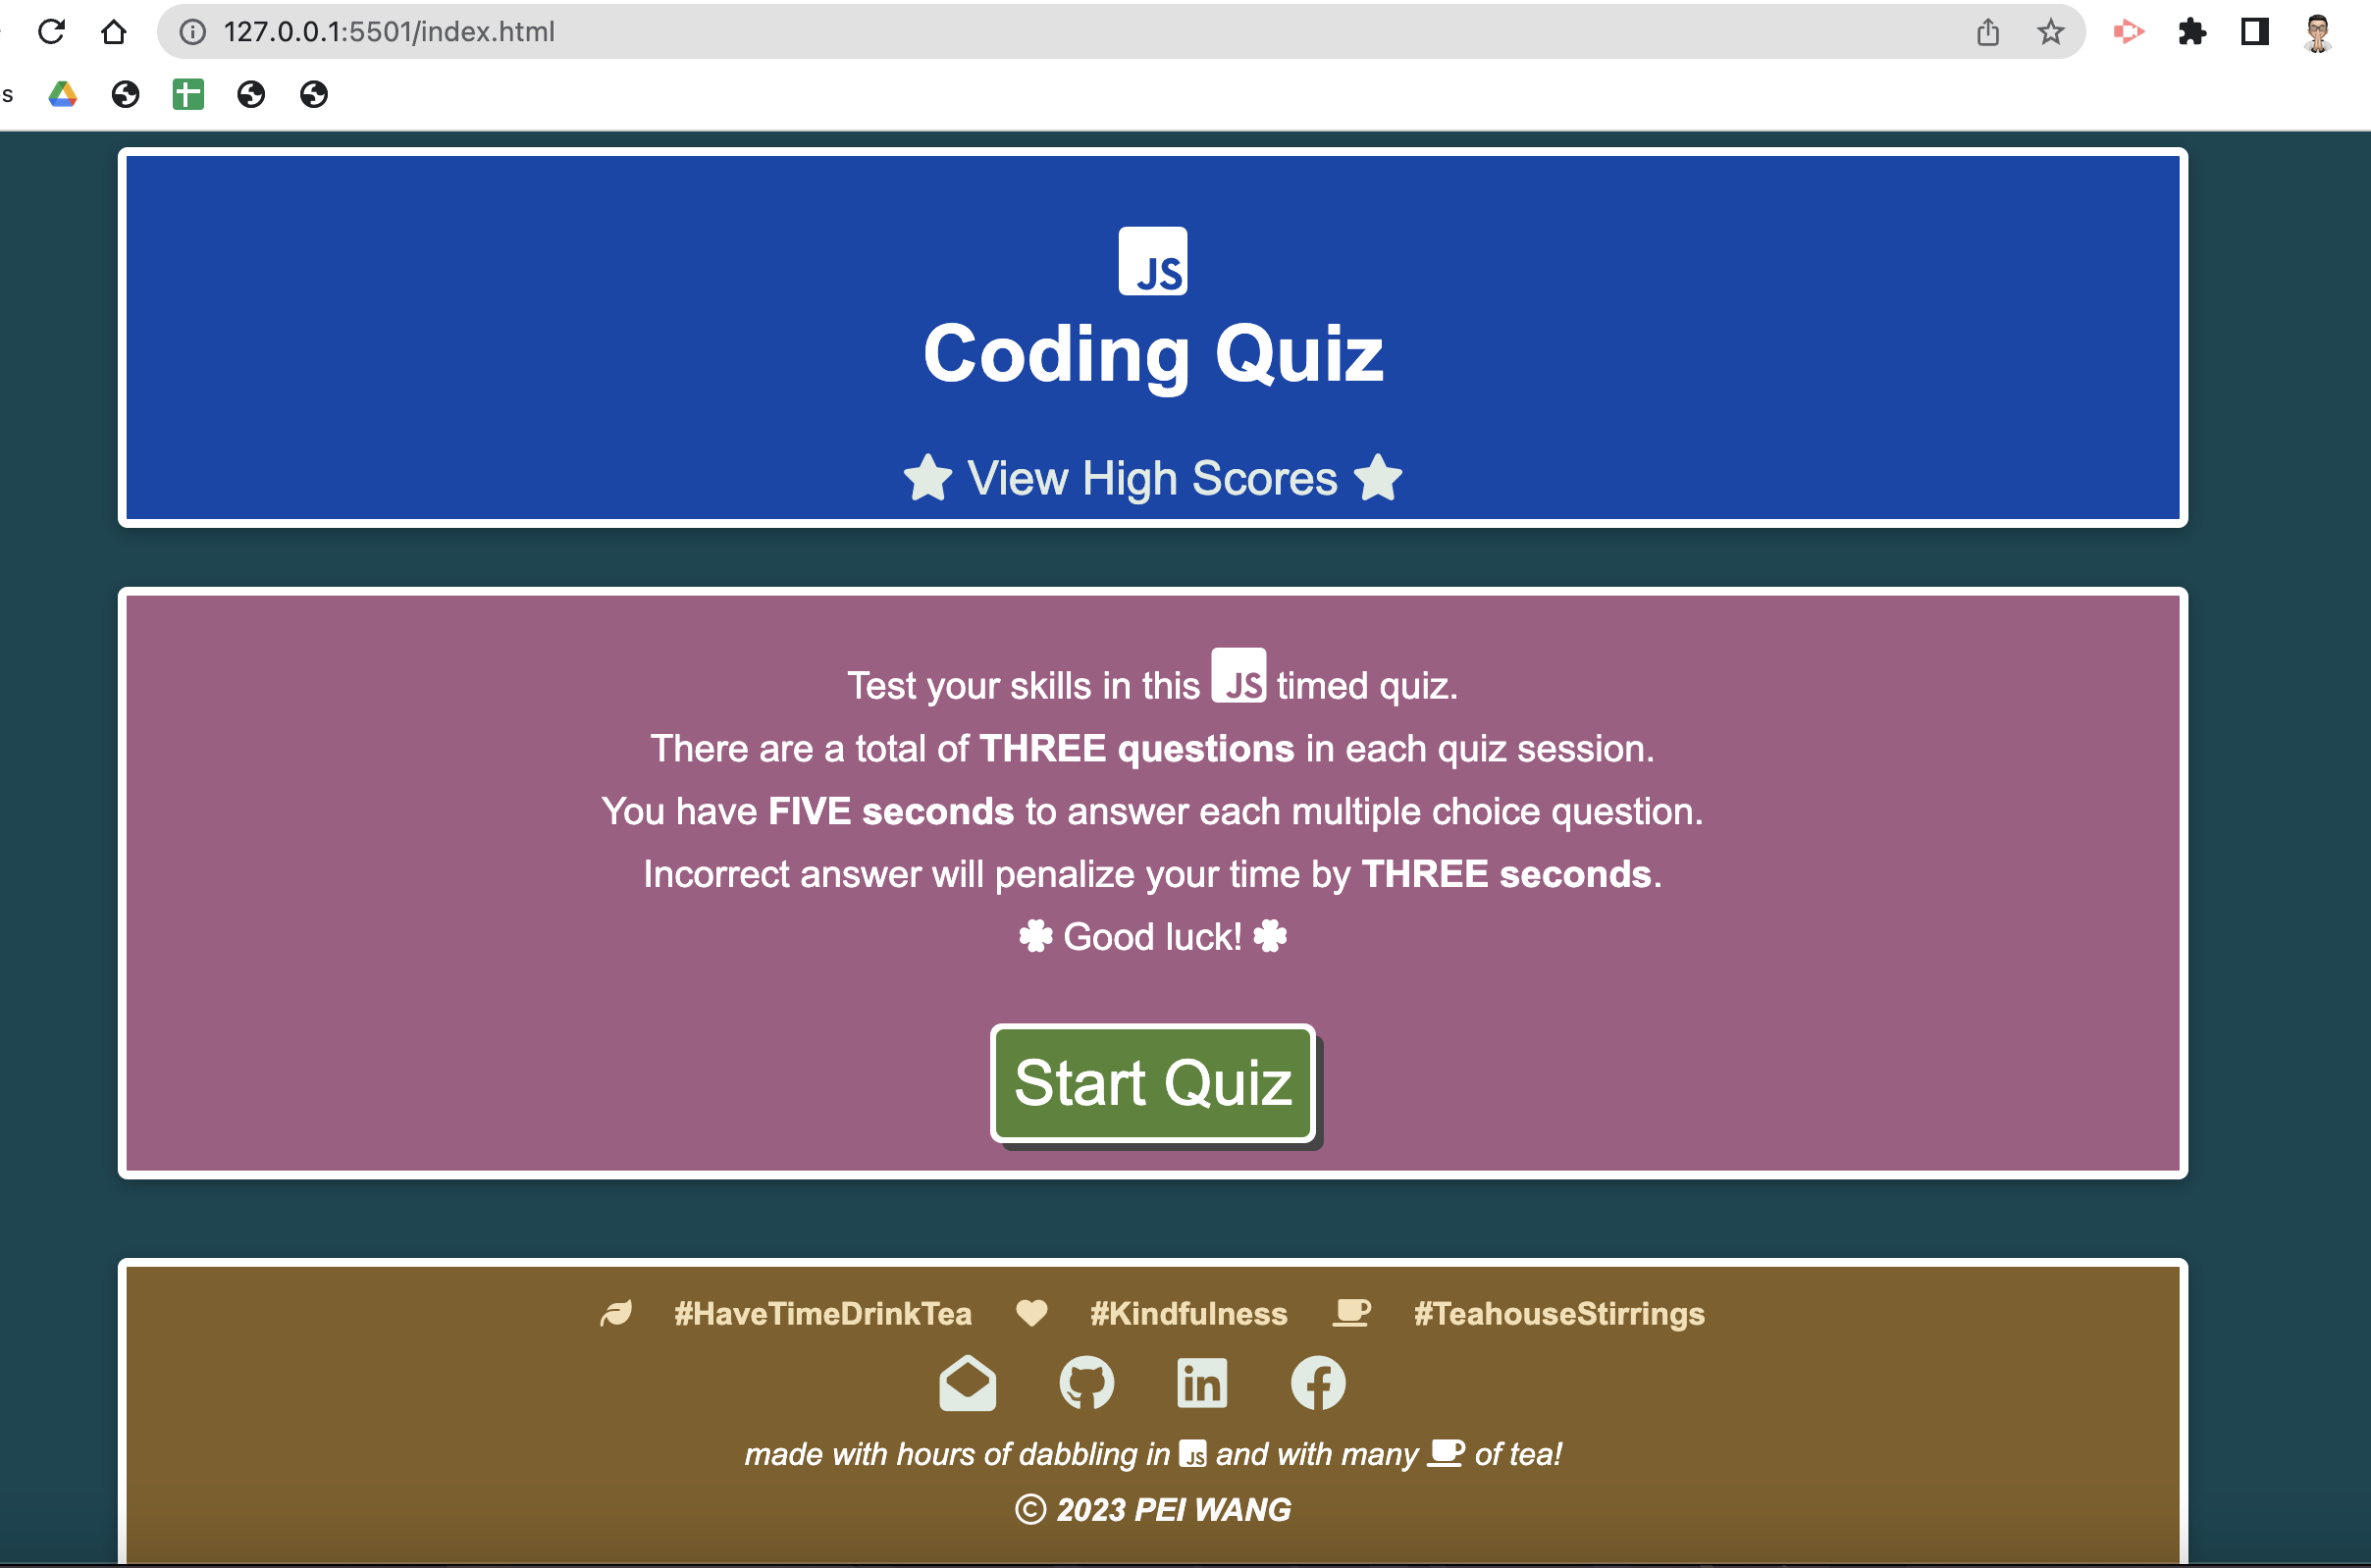 127.0.0.1:5501/index.html
s
JS
Coding Quiz
View High Scores
Test your skills in this JS timed quiz.
There are a total of THREE questions in each quiz session.
You have FIVE seconds to answer each multiple choice question.
Incorrect answer will penalize your time by THREE seconds.
Good luck!
Start Quiz
#HaveTimeDrinkTea #Kindfulness #TeahouseStirrings
in f
made with hours of dabbling in JS and with many of tea!
© 2023 PEI WANG